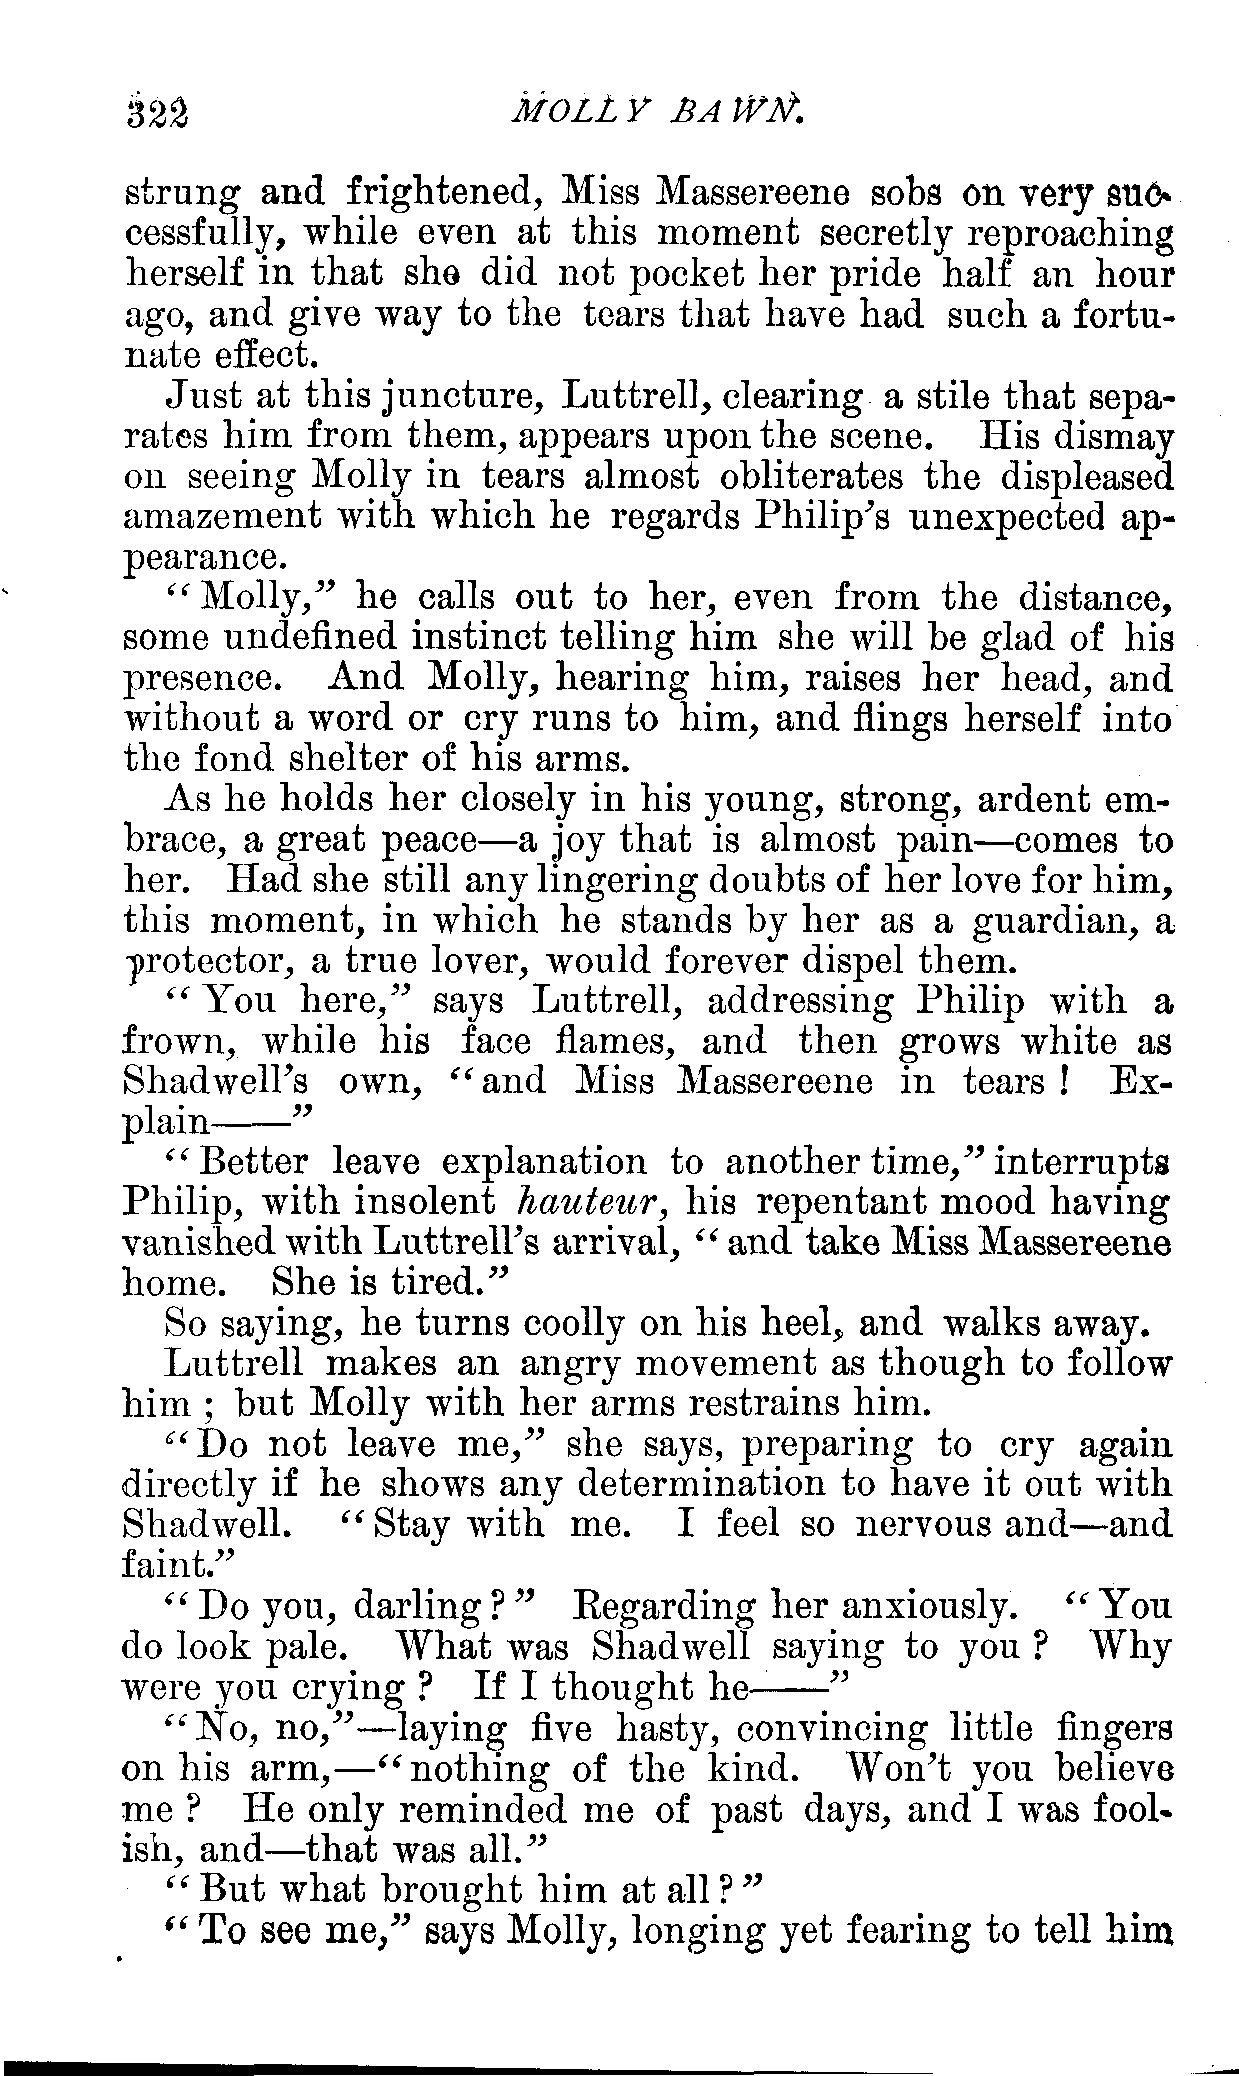 322 MOLLY BAWN.
strung and frightened, Miss Massereene sobs on very suc-
cessfully, while even at this moment secretly reproaching
herself in that she did not pocket her pride half an hour
ago, and give way to the tears that have had such a fortu-
nate effect.
Just at this juncture, Luttrell, clearing a stile that sepa-
rates him from them, appears upon the scene. His dismay
on seeing Molly in tears almost obliterates the displeased
amazement with which he regards Philip's unexpected ap-
pearance.
“Molly,” he calls out to her, even from the distance,
some undefined instinct telling him she will be glad of his
presence. And Molly, hearing him, raises her head, and
without a word or cry runs to him, and flings herself into
the fond shelter of his arms.
As he holds her closely in his young, strong, ardent em-
brace, a great peace—a joy that is almost pain—comes to
her. Had she still any lingering doubts of her love for him,
this moment, in which he stands by her as a guardian, a
protector, a true lover, would forever dispel them.
“You here,” says Luttrell, addressing Philip with a
frown, while his face flames, and then grows white as
Shadwell's own, “and Miss Massereene in tears! Ex-
plain——”
“Better leave explanation to another time,” interrupts
Philip, with insolent hauteur, his repentant mood having
vanished with Luttrell's arrival, “and take Miss Massereene
home. She is tired.”
So saying, he turns coolly on his heel, and walks away.
Luttrell makes an angry movement as though to follow
him; but Molly with her arms restrains him.
“Do not leave me,” she says, preparing to cry again
directly if he shows any determination to have it out with
Shadwell. “Stay with me. I feel so nervous and—and
faint.”
“Do you, darling?” Regarding her anxiously. “You
do look pale. What was Shadwell saying to you? Why
were you crying? If I thought he——”
“No, no,”—laying five hasty, convincing little fingers
on his arm,—“nothing of the kind. Won't you believe
me? He only reminded me of past days, and I was fool-
ish, and—that was all.”
“But what brought him at all?”
“To see me,” says Molly, longing yet fearing to tell him